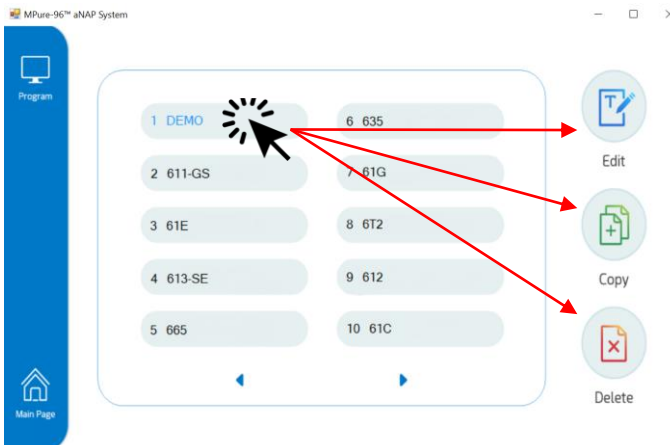 MPure-96™ aNAP System
Program
1 DEMO
2 611-GS
3 61E
4 613-SE
5 665
6 635
7 61G
8 6T2
9 612
10 61C
T
Edit
Copy
Delete
Main Page